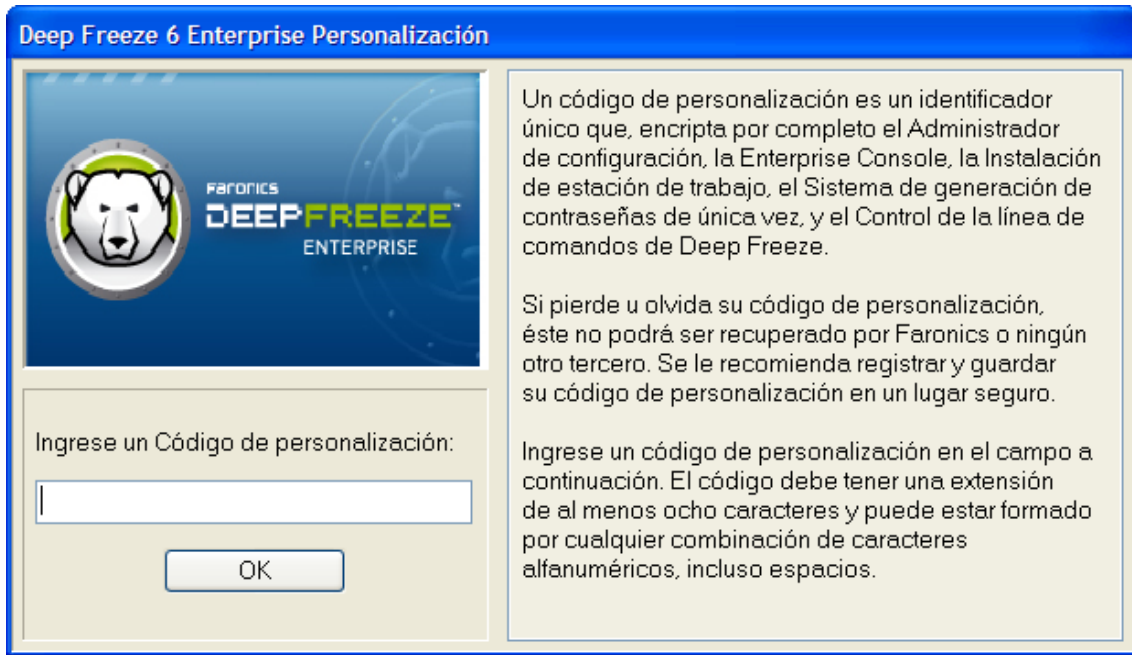 Deep Freeze 6 Enterprise Personalización
FARONICS
DEEPFREEZE™
ENTERPRISE
Ingrese un Código de personalización:
OK
Un código de personalización es un identificador
único que, encripta por completo el Administrador
de configuración, la Enterprise Console, la Instalación
de estación de trabajo, el Sistema de generación de
contraseñas de única vez, y el Control de la línea de
comandos de Deep Freeze.
Si pierde u olvida su código de personalización,
éste no podrá ser recuperado por Faronics o ningún
otro tercero. Se le recomienda registrar y guardar
su código de personalización en un lugar seguro.
Ingrese un código de personalización en el campo a
continuación. El código debe tener una extensión
de al menos ocho caracteres y puede estar formado
por cualquier combinación de caracteres
alfanuméricos, incluso espacios.